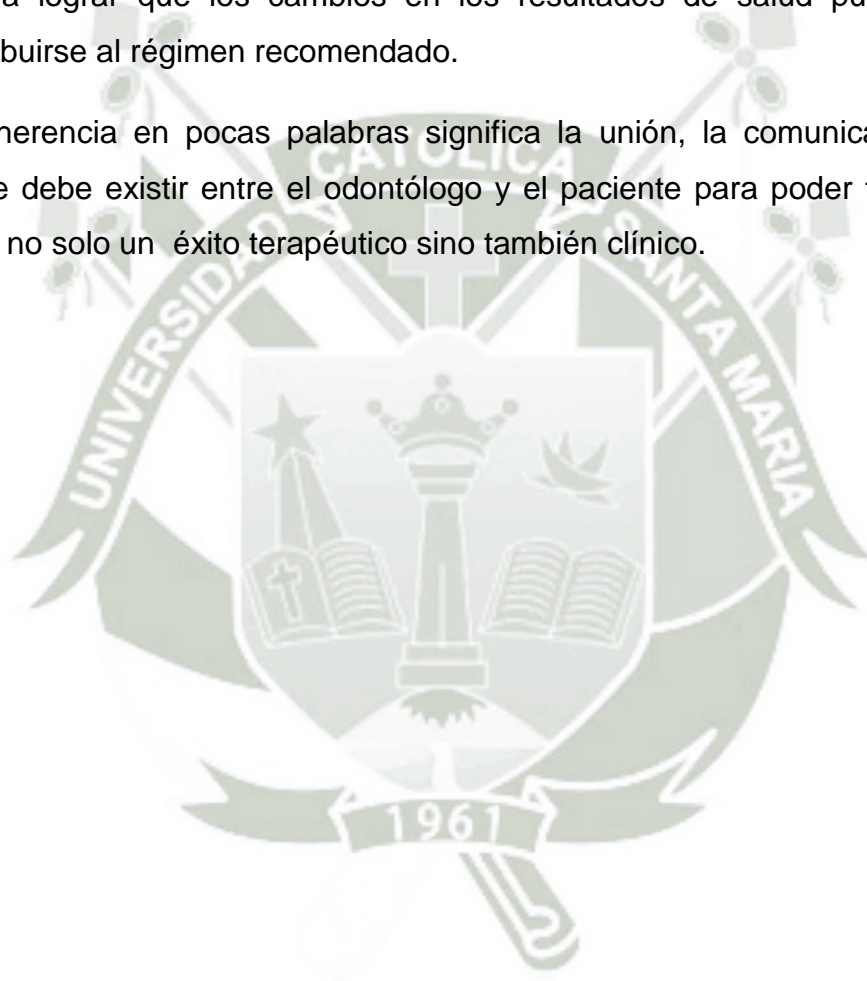 a lograr que los cambios en los resultados de salud pu
buirse al régimen recomendado.
herencia en pocas palabras significa la unión, la comunica
e debe existir entre el odontólogo y el paciente para poder
no solo un éxito terapéutico sino también clínico.
UNIVERSIDAD CATOLICA SANTA MARIA
1961